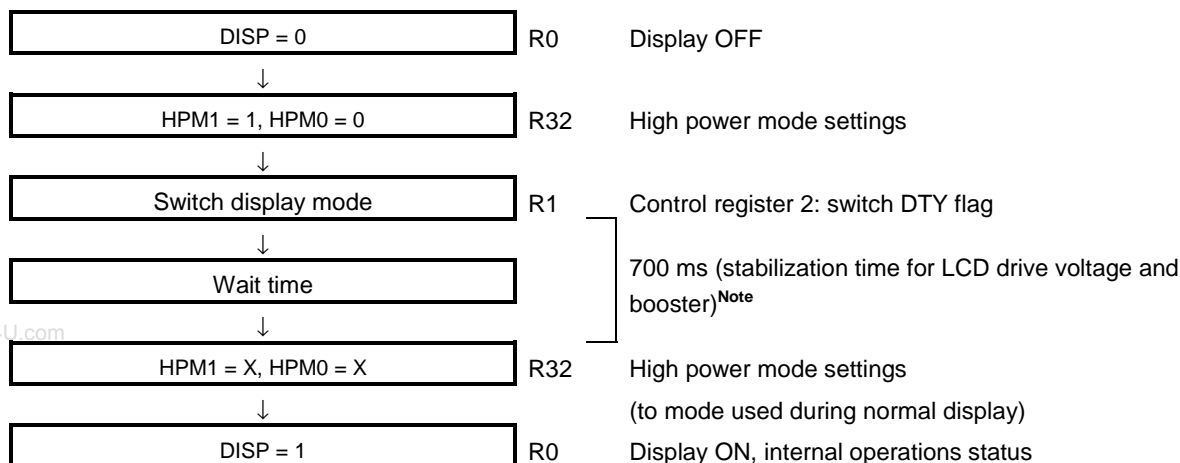 DISP = 0 R0 Display OFF
↓
HPM1 = 1, HPM0 = 0 R32 High power mode settings
↓
Switch display mode R1 Control register 2: switch DTY flag
↓
700 ms (stabilization time for LCD drive voltage and
Wait time
booster)Note
↓
U.com
HPM1 = X, HPM0 = X R32 High power mode settings
↓
(to mode used during normal display)
DISP = 1 R0 Display ON, internal operations status